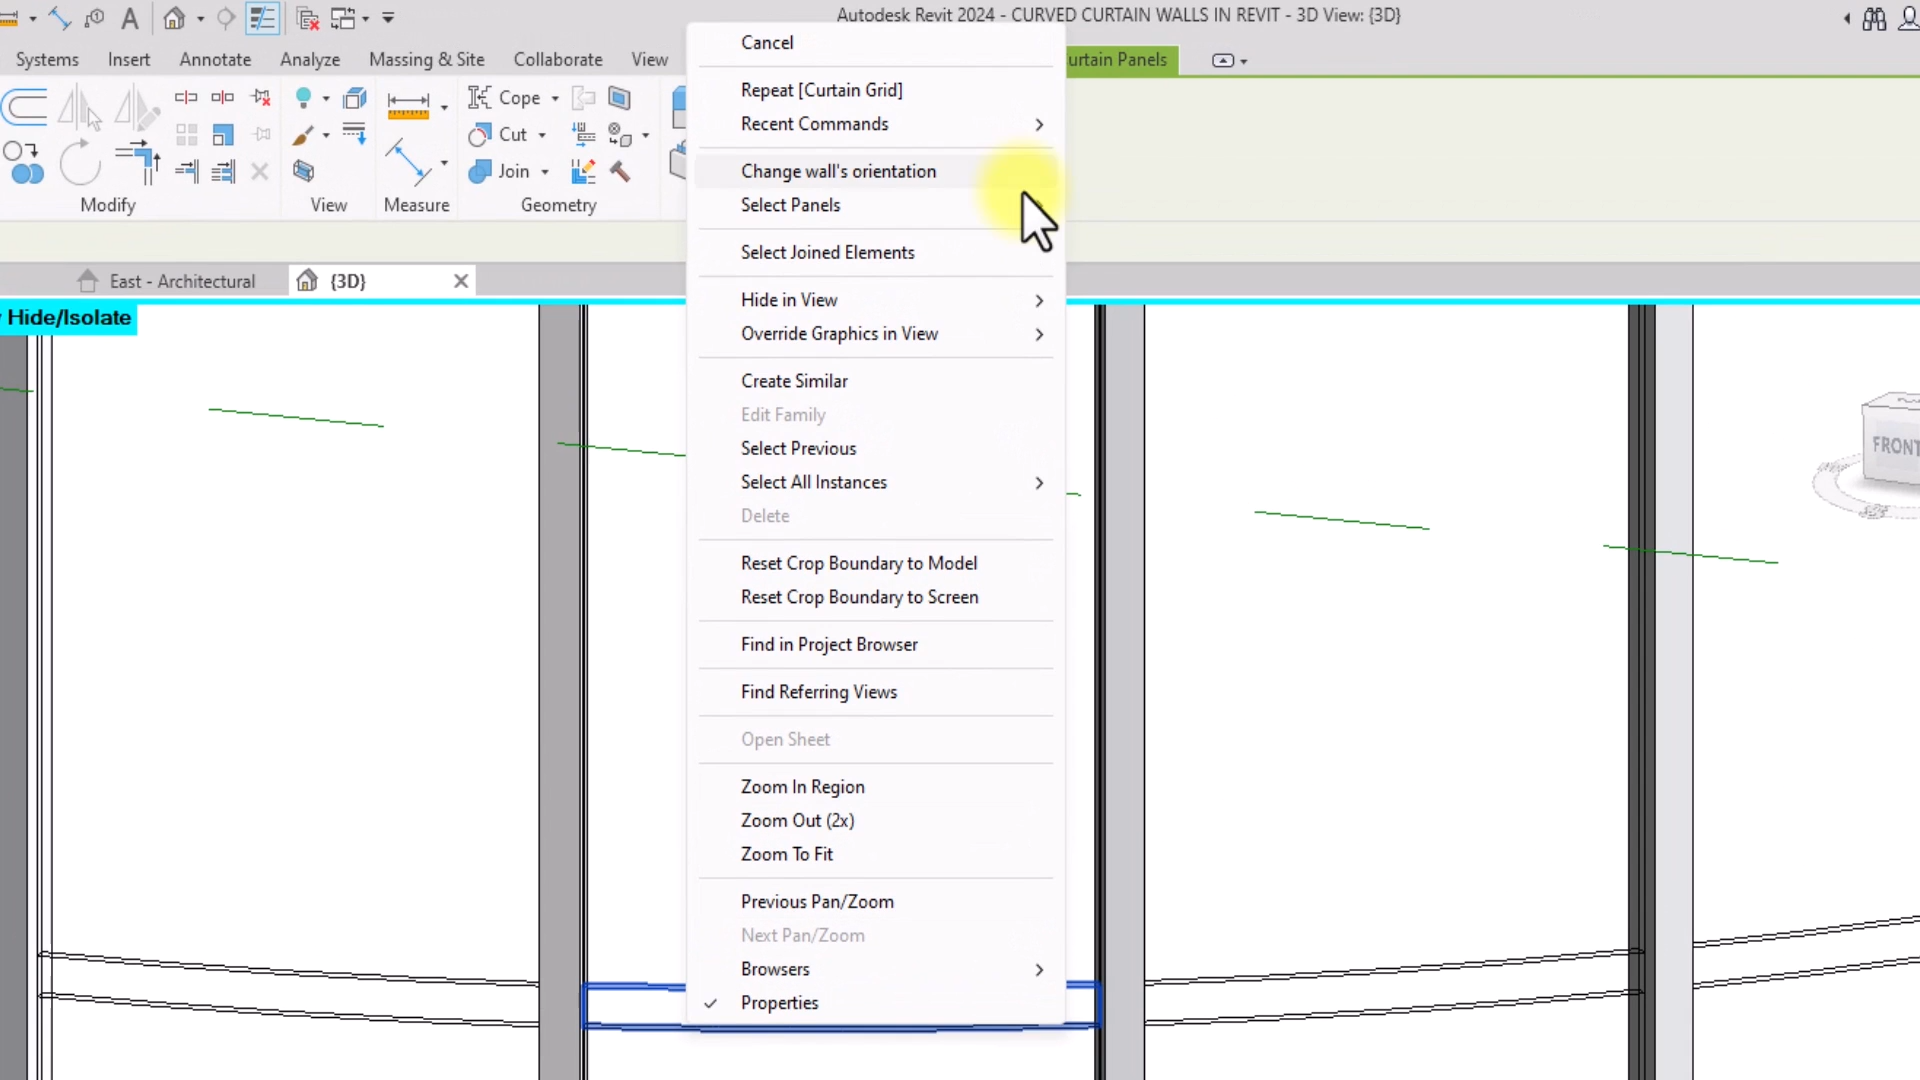 Autodesk Revit 2024 - CURVED CURTAIN WALLS IN REVIT - 3D View: {3D}
Systems Insert Annotate Analyze Massing & Site Collaborate View urtain Panels
Cope
Cut
Join
Modify View Measure Geometry
East - Architectural {3D}
Hide/Isolate
Cancel
Repeat [Curtain Grid]
Recent Commands
Change wall's orientation
Select Panels
Select Joined Elements
Hide in View
Override Graphics in View
Create Similar
Edit Family
Select Previous
Select All Instances
Delete
Reset Crop Boundary to Model
Reset Crop Boundary to Screen
Find in Project Browser
Find Referring Views
Open Sheet
Zoom In Region
Zoom Out (2x)
Zoom To Fit
Previous Pan/Zoom
Next Pan/Zoom
Browsers
Properties
FRONT